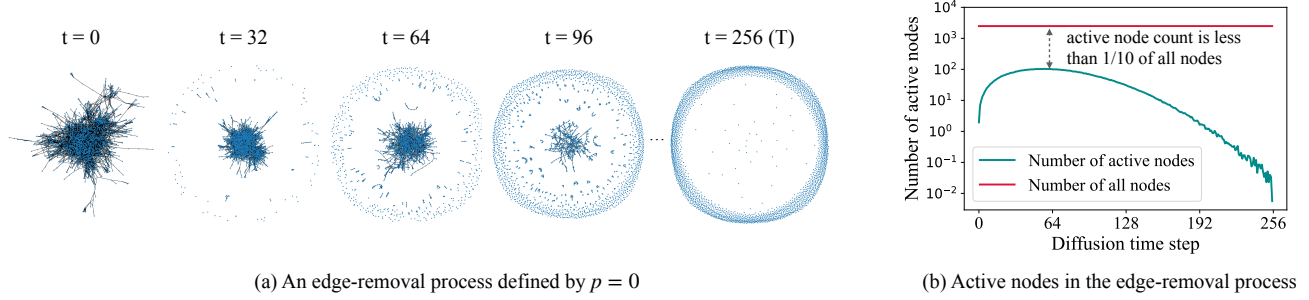 t = 0
t = 32
t = 64
t = 96
t = 256 (T)
...
(a) An edge-removal process defined by p = 0
Number of active nodes
10⁴
10³
10²
10¹
10⁰
10⁻¹
10⁻²
active node count is less
than 1/10 of all nodes
Number of active nodes
Number of all nodes
0
64
128
192
256
Diffusion time step
(b) Active nodes in the edge-removal process